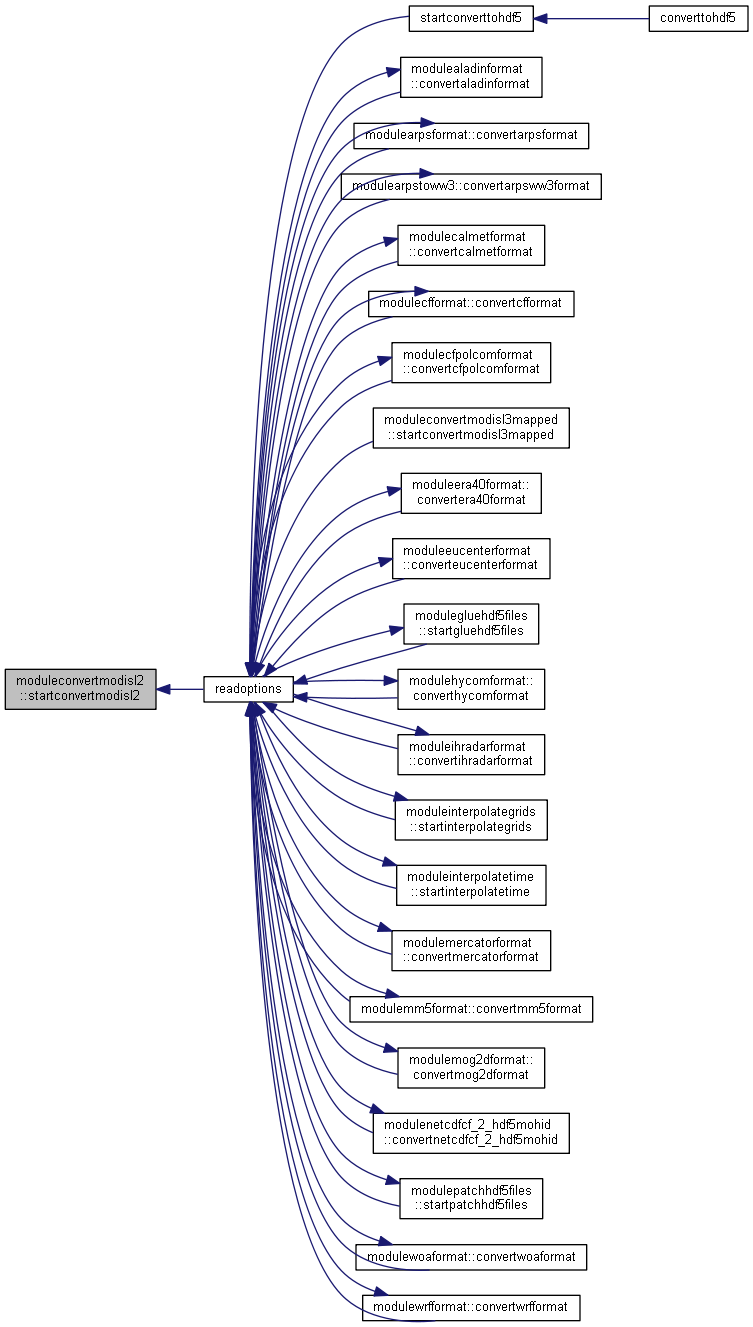 startconverttohdf5
converttohdf5
modulealadinformat
::convertaladinformat
modulearpsformat::convertarpsformat
modulearpstoww3::convertarpsww3format
modulecalmetformat
::convertcalmetformat
modulecfformat::convertcfformat
modulecfpolcomformat
::convertcfpolcomformat
moduleconvertmodisl3mapped
::startconvertmodisl3mapped
moduleera40format::
convertera40format
moduleeucenterformat
::converteucenterformat
modulegluehdf5files
::startgluehdf5files
moduleconvertmodisl2
::startconvertmodisl2
readoptions
modulehycomformat::
converthycomformat
moduleihradarformat
::convertihradarformat
moduleinterpolategrids
::startinterpolategrids
moduleinterpolatetime
::startinterpolatetime
modulemercatorformat
::convertmercatorformat
modulemm5format::convertmm5format
modulemog2dformat::
convertmog2dformat
modulenetcdfcf_2_hdf5mohid
::convertnetcdfcf_2_hdf5mohid
modulepatchhdf5files
::startpatchhdf5files
modulewoaformat::convertwoaformat
modulewrfformat::convertwrfformat